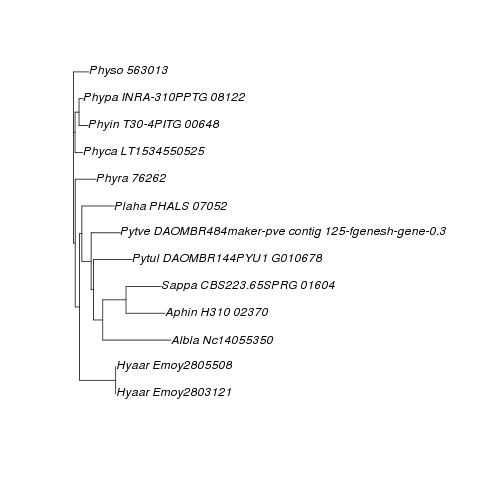 Physo 563013
Phypa INRA-310PPTG 08122
Phyin T30-4PITG 00648
Phyca LT1534550525
Phyra 76262
Plaha PHALS 07052
Pytve DAOMBR484maker-pve contig 125-fgenesh-gene-0.3
Pytul DAOMBR144PYU1 G010678
Sappa CBS223.65SPRG 01604
Aphin H310 02370
Albla Nc14055350
Hyaar Emoy2805508
Hyaar Emoy2803121